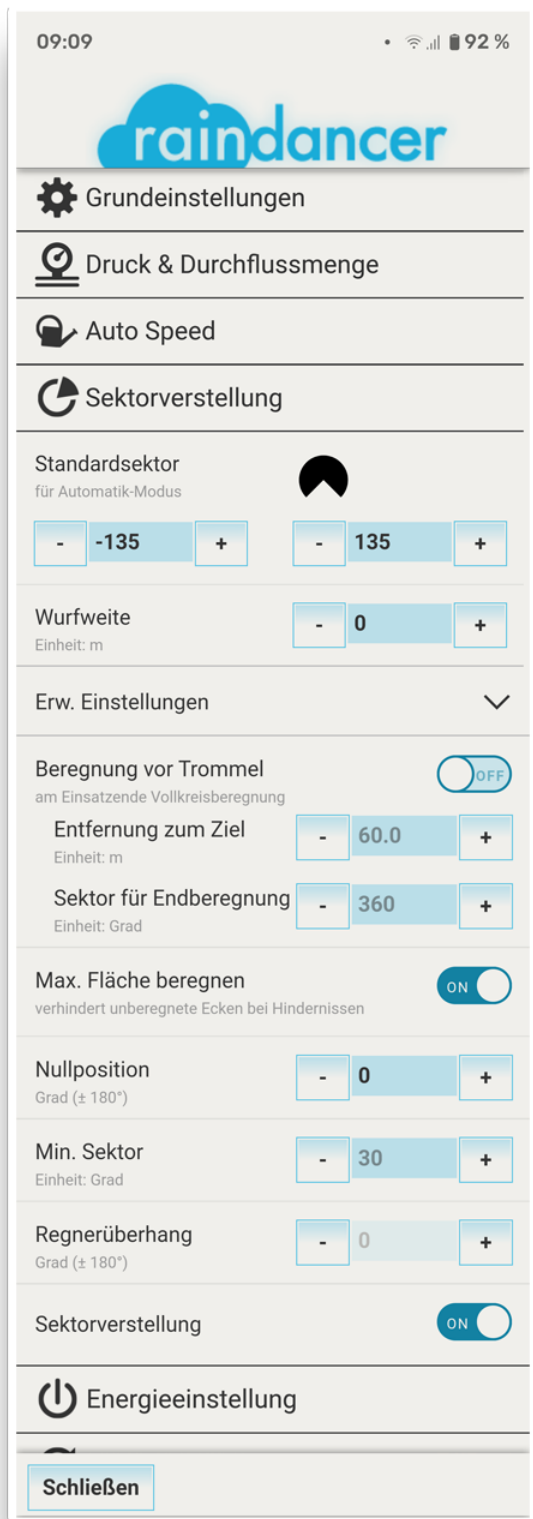 09:09 92 %
raindancer
Grundeinstellungen
Druck & Durchflussmenge
Auto Speed
Sektorverstellung
Standardsektor
für Automatik-Modus
- -135 + - 135 +
Wurfweite - 0 +
Einheit: m
Erw. Einstellungen
Beregnung vor Trommel OFF
am Einsatzende Vollkreisberegnung
Entfernung zum Ziel - 60.0 +
Einheit: m
Sektor für Endberegnung - 360 +
Einheit: Grad
Max. Fläche beregnen ON
verhindert unberegnete Ecken bei Hindernissen
Nullposition - 0 +
Grad (± 180°)
Min. Sektor - 30 +
Einheit: Grad
Regnerüberhang - 0 +
Grad (± 180°)
Sektorverstellung ON
Energieeinstellung
Schließen